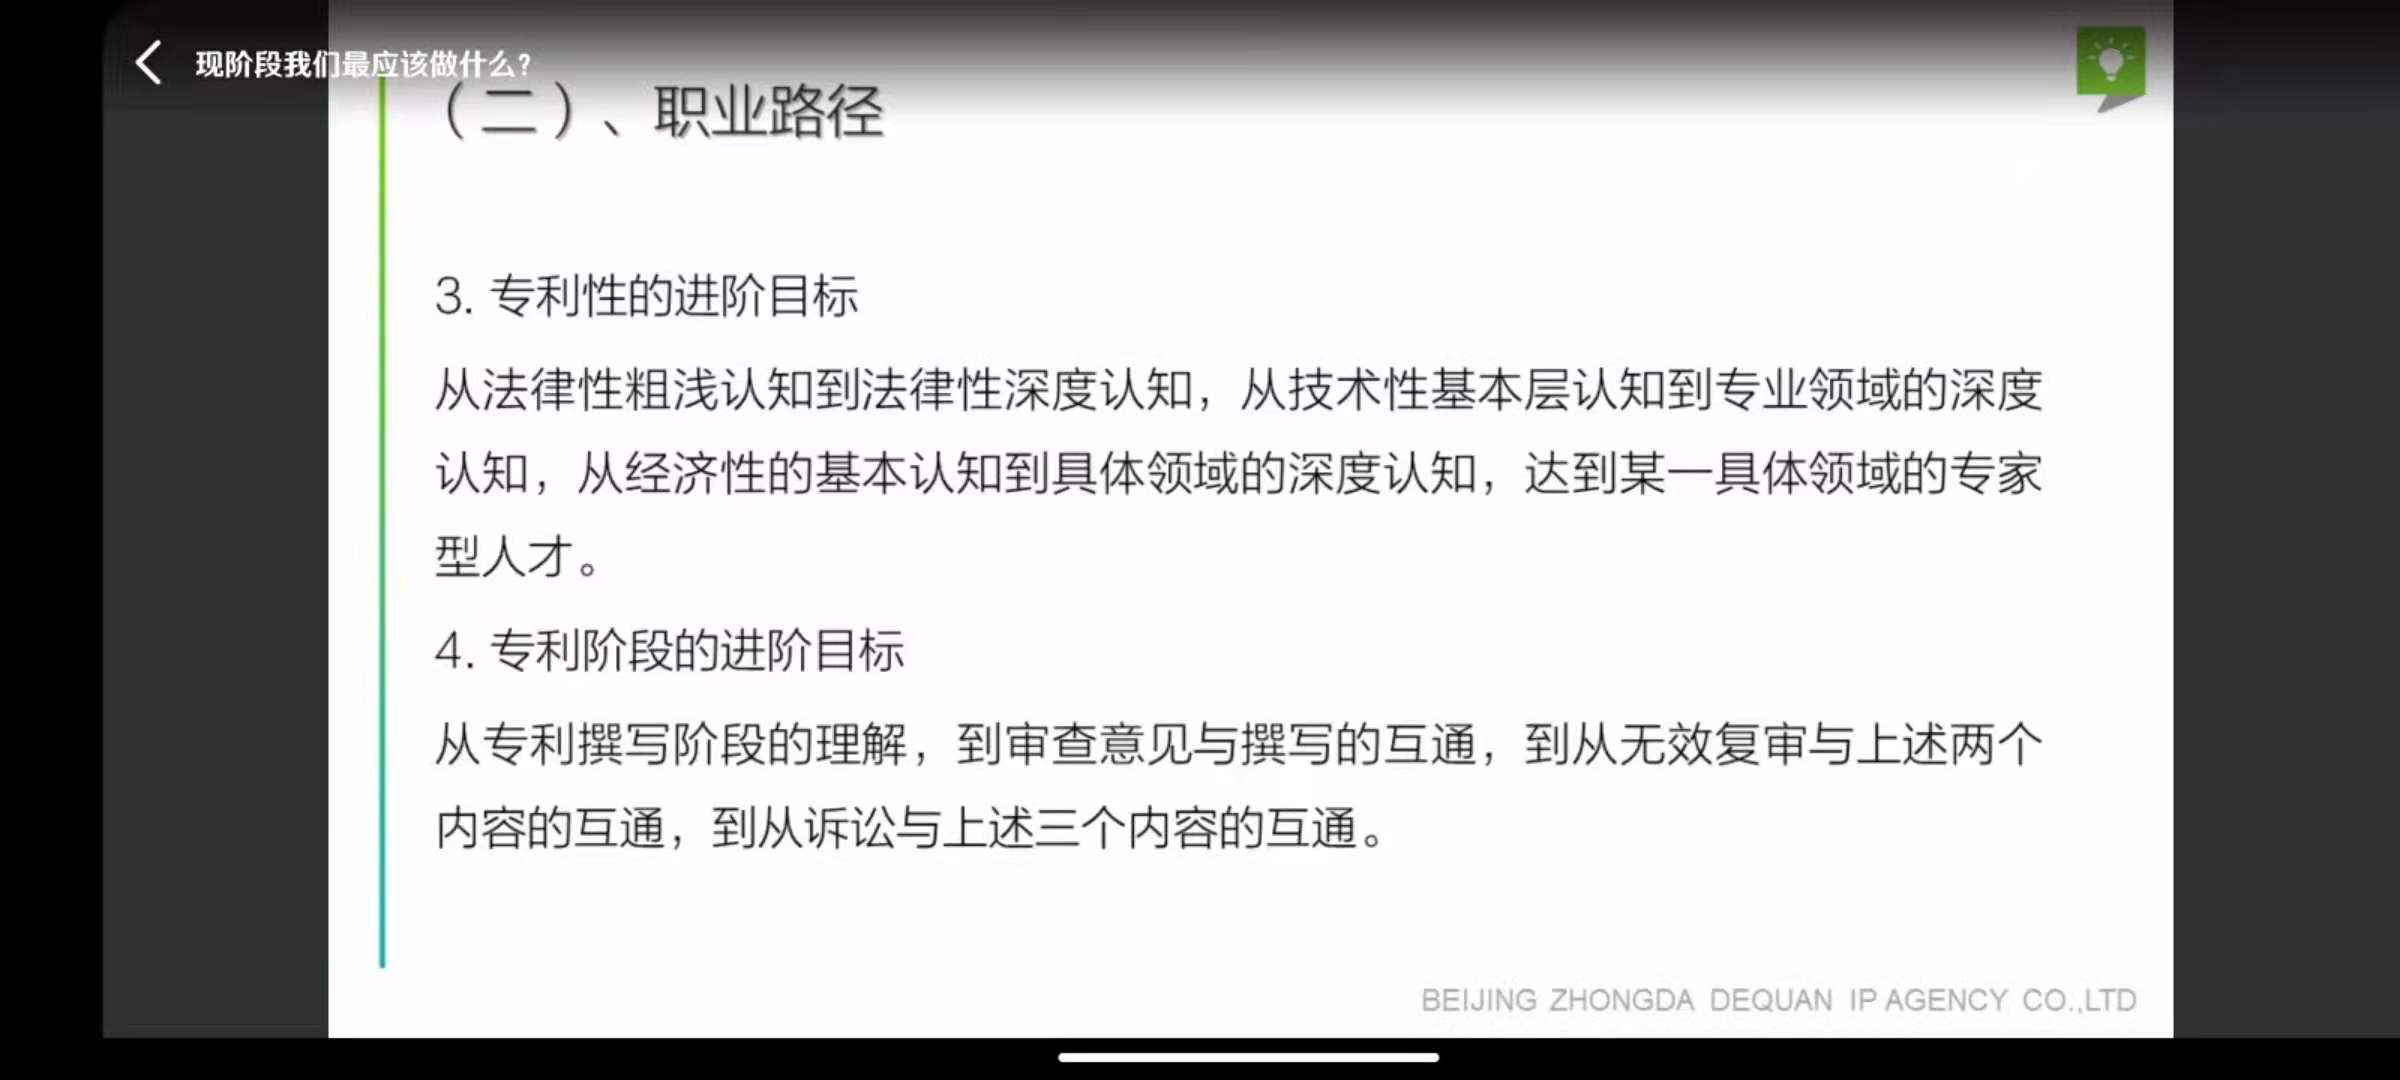 现阶段我们最应该做什么？
（二）、职业路径
3. 专利性的进阶目标
从法律性粗浅认知到法律性深度认知，从技术性基本层认知到专业领域的深度
认知，从经济性的基本认知到具体领域的深度认知，达到某一具体领域的专家
型人才。
4. 专利阶段的进阶目标
从专利撰写阶段的理解，到审查意见与撰写的互通，到从无效复审与上述两个
内容的互通，到从诉讼与上述三个内容的互通。
BEIJING ZHONGDA DEQUAN IP AGENCY CO.,LTD